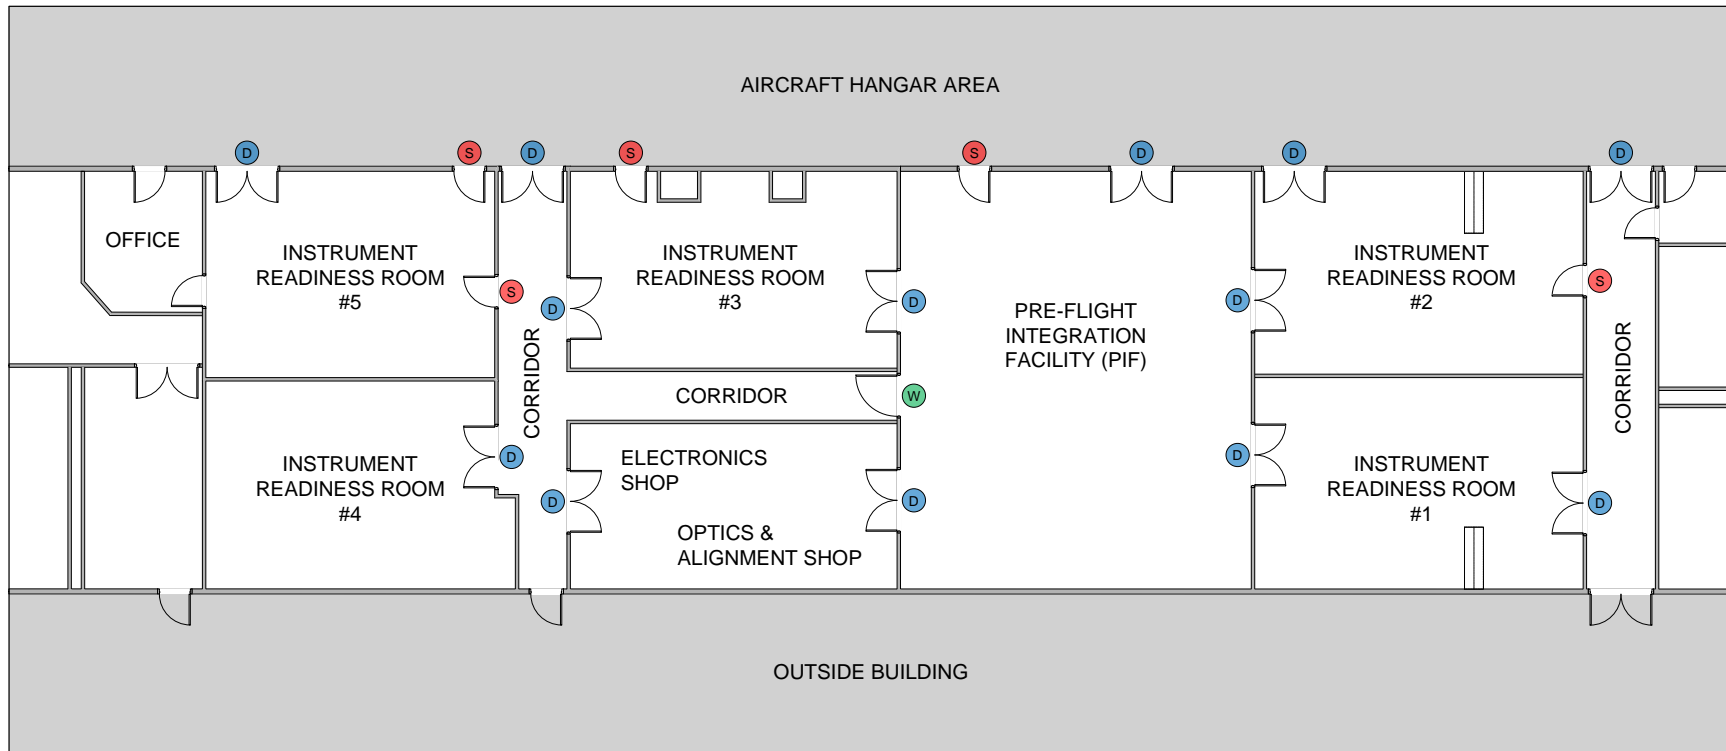 AIRCRAFT HANGAR AREA
D
S
D
S
S
D
D
D
OFFICE
INSTRUMENT
READINESS ROOM
#5
S
D
CORRIDOR
INSTRUMENT
READINESS ROOM
#3
D
PRE-FLIGHT
INTEGRATION
FACILITY (PIF)
D
INSTRUMENT
READINESS ROOM
#2
S
CORRIDOR
CORRIDOR
W
INSTRUMENT
READINESS ROOM
#4
D
D
ELECTRONICS
SHOP
OPTICS &
ALIGNMENT SHOP
D
D
INSTRUMENT
READINESS ROOM
#1
D
OUTSIDE BUILDING